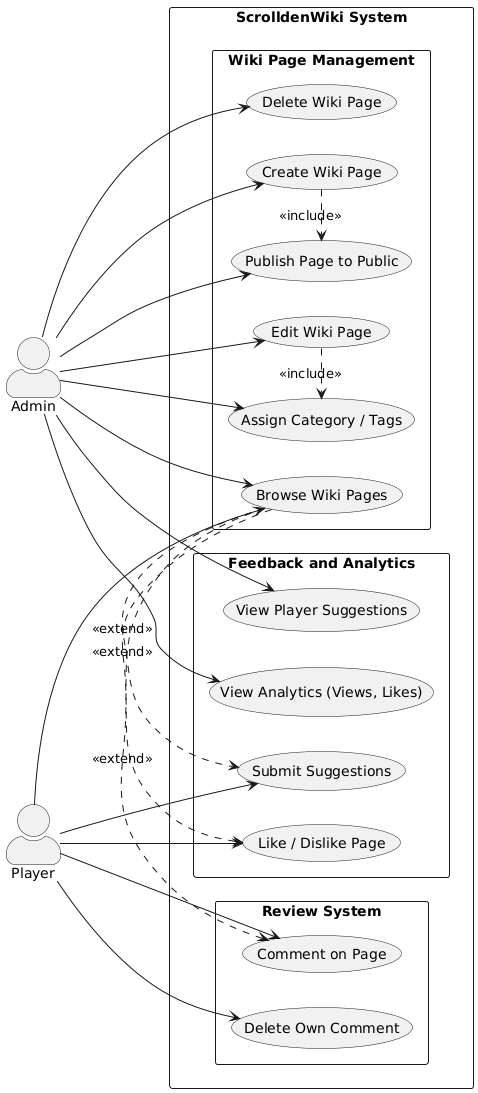 ScrolldenWiki System
Wiki Page Management
Delete Wiki Page
Create Wiki Page
«include»
Publish Page to Public
Edit Wiki Page
«include»
Assign Category / Tags
Browse Wiki Pages
Admin
Feedback and Analytics
View Player Suggestions
«extend»
«extend»
View Analytics (Views, Likes)
«extend»
Submit Suggestions
Like / Dislike Page
Player
Review System
Comment on Page
Delete Own Comment